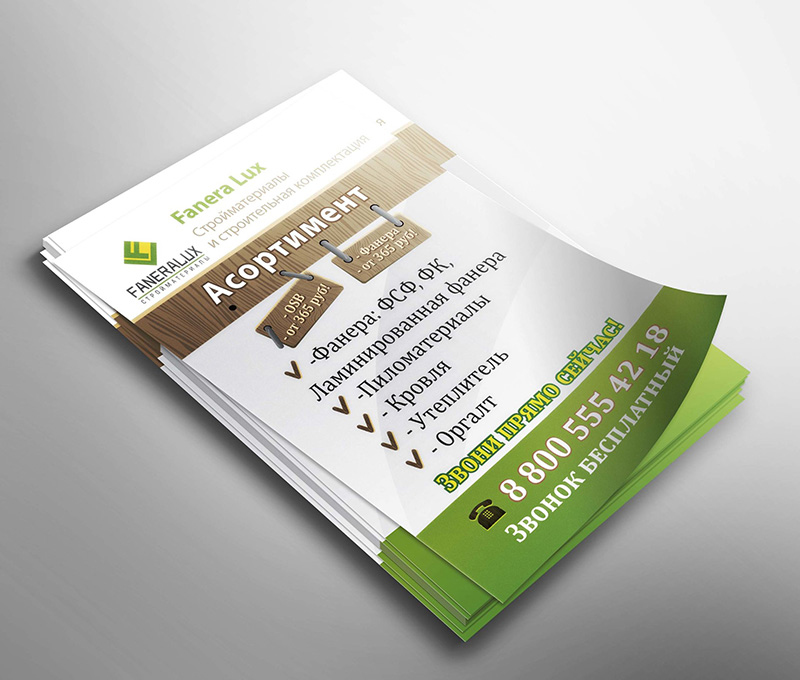 Fanera Lux
Стройматериалы
и строительная комплектация
Я
FANERALUX
СТРОЙМАТЕРИАЛЫ
Асортимент
- OSB
- от 365 руб!
- Фанера
- от 365 руб!
Фанера: ФСФ, ФК,
Ламинированная фанера
-Пиломатериалы
- Кровля
- Утеплитель
- Оргалт
Звони прямо сейчас!
8 800 555 42 18
Звонок бесплатный